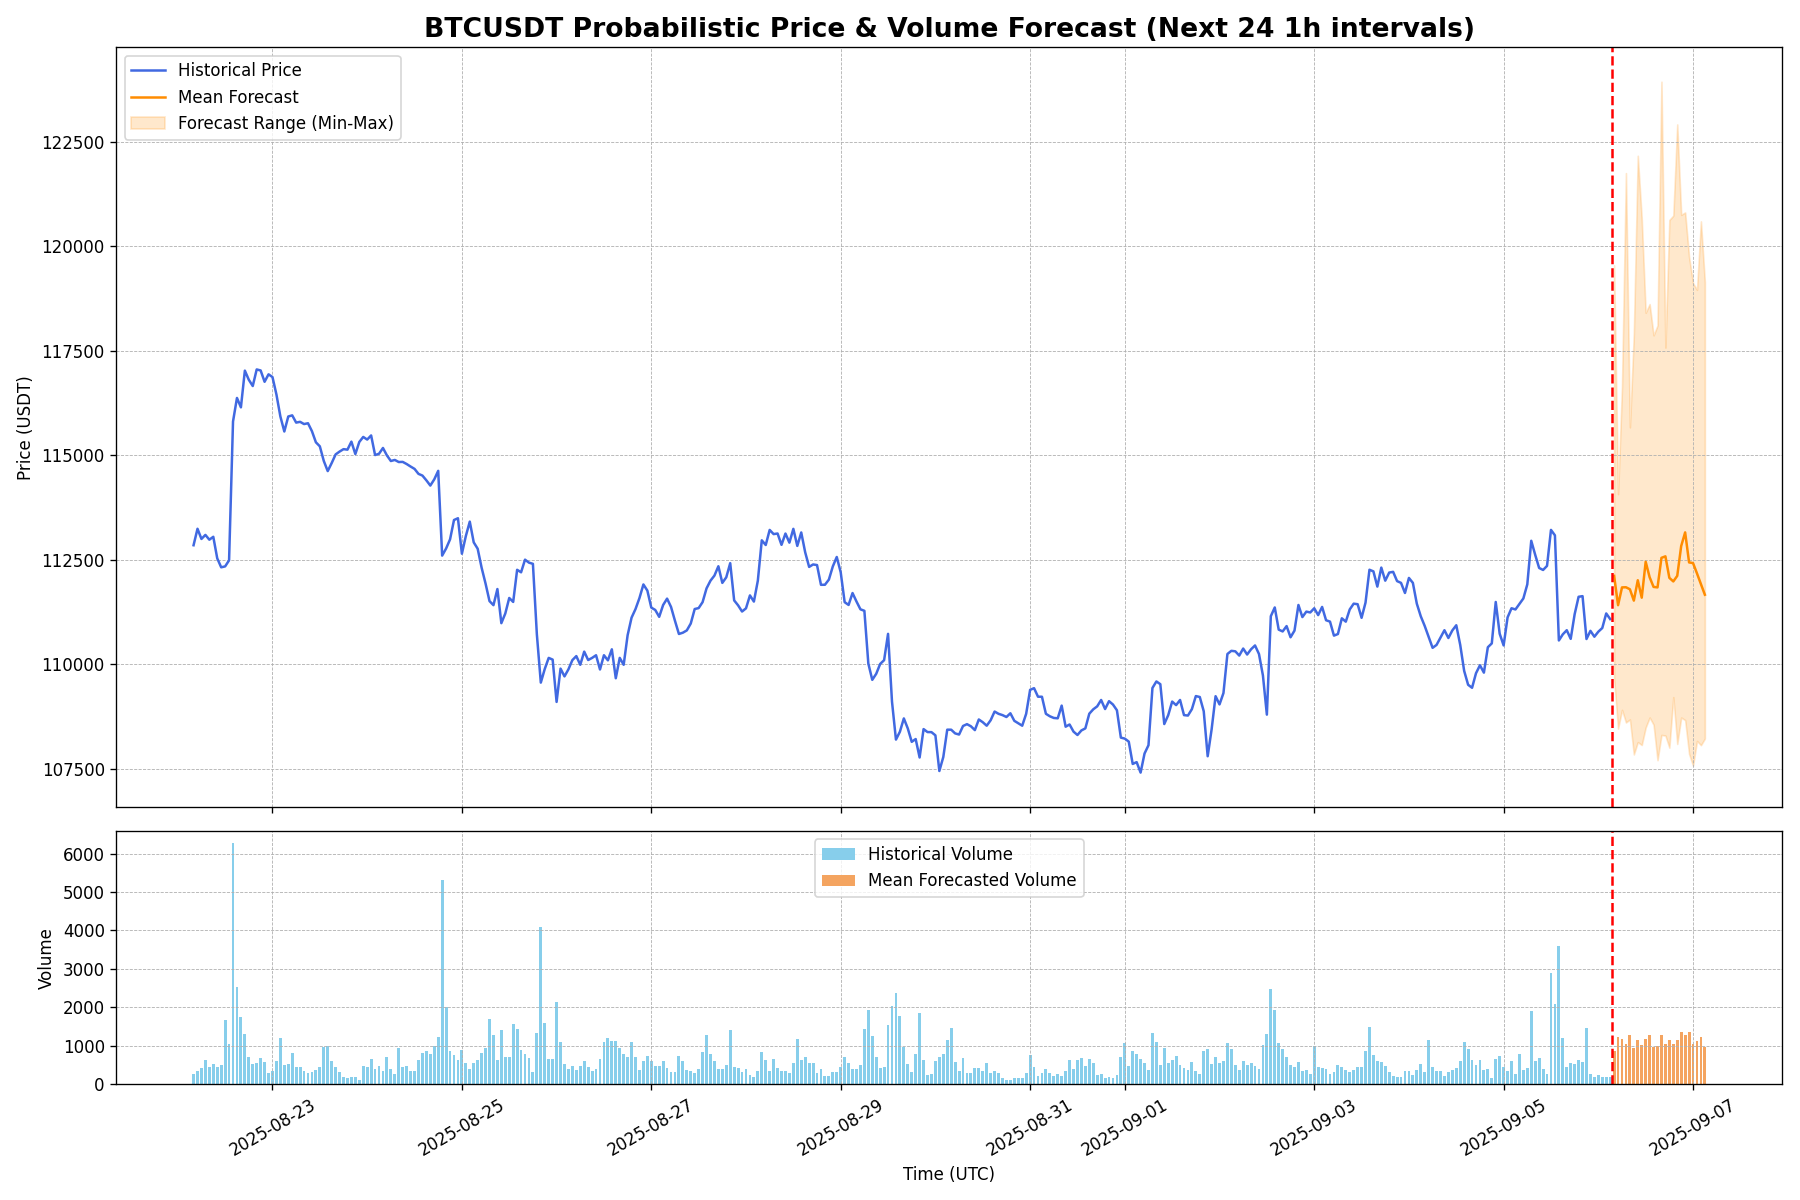 BTCUSDT Probabilistic Price & Volume Forecast (Next 24 1h intervals)
Historical Price
Mean Forecast
Forecast Range (Min-Max)
Price (USDT)
122500
120000
117500
115000
112500
110000
107500
Historical Volume
Mean Forecasted Volume
Volume
6000
5000
4000
3000
2000
1000
0
2025-08-23
2025-08-25
2025-08-27
2025-08-29
2025-08-31
2025-09-01
2025-09-03
2025-09-05
2025-09-07
Time (UTC)